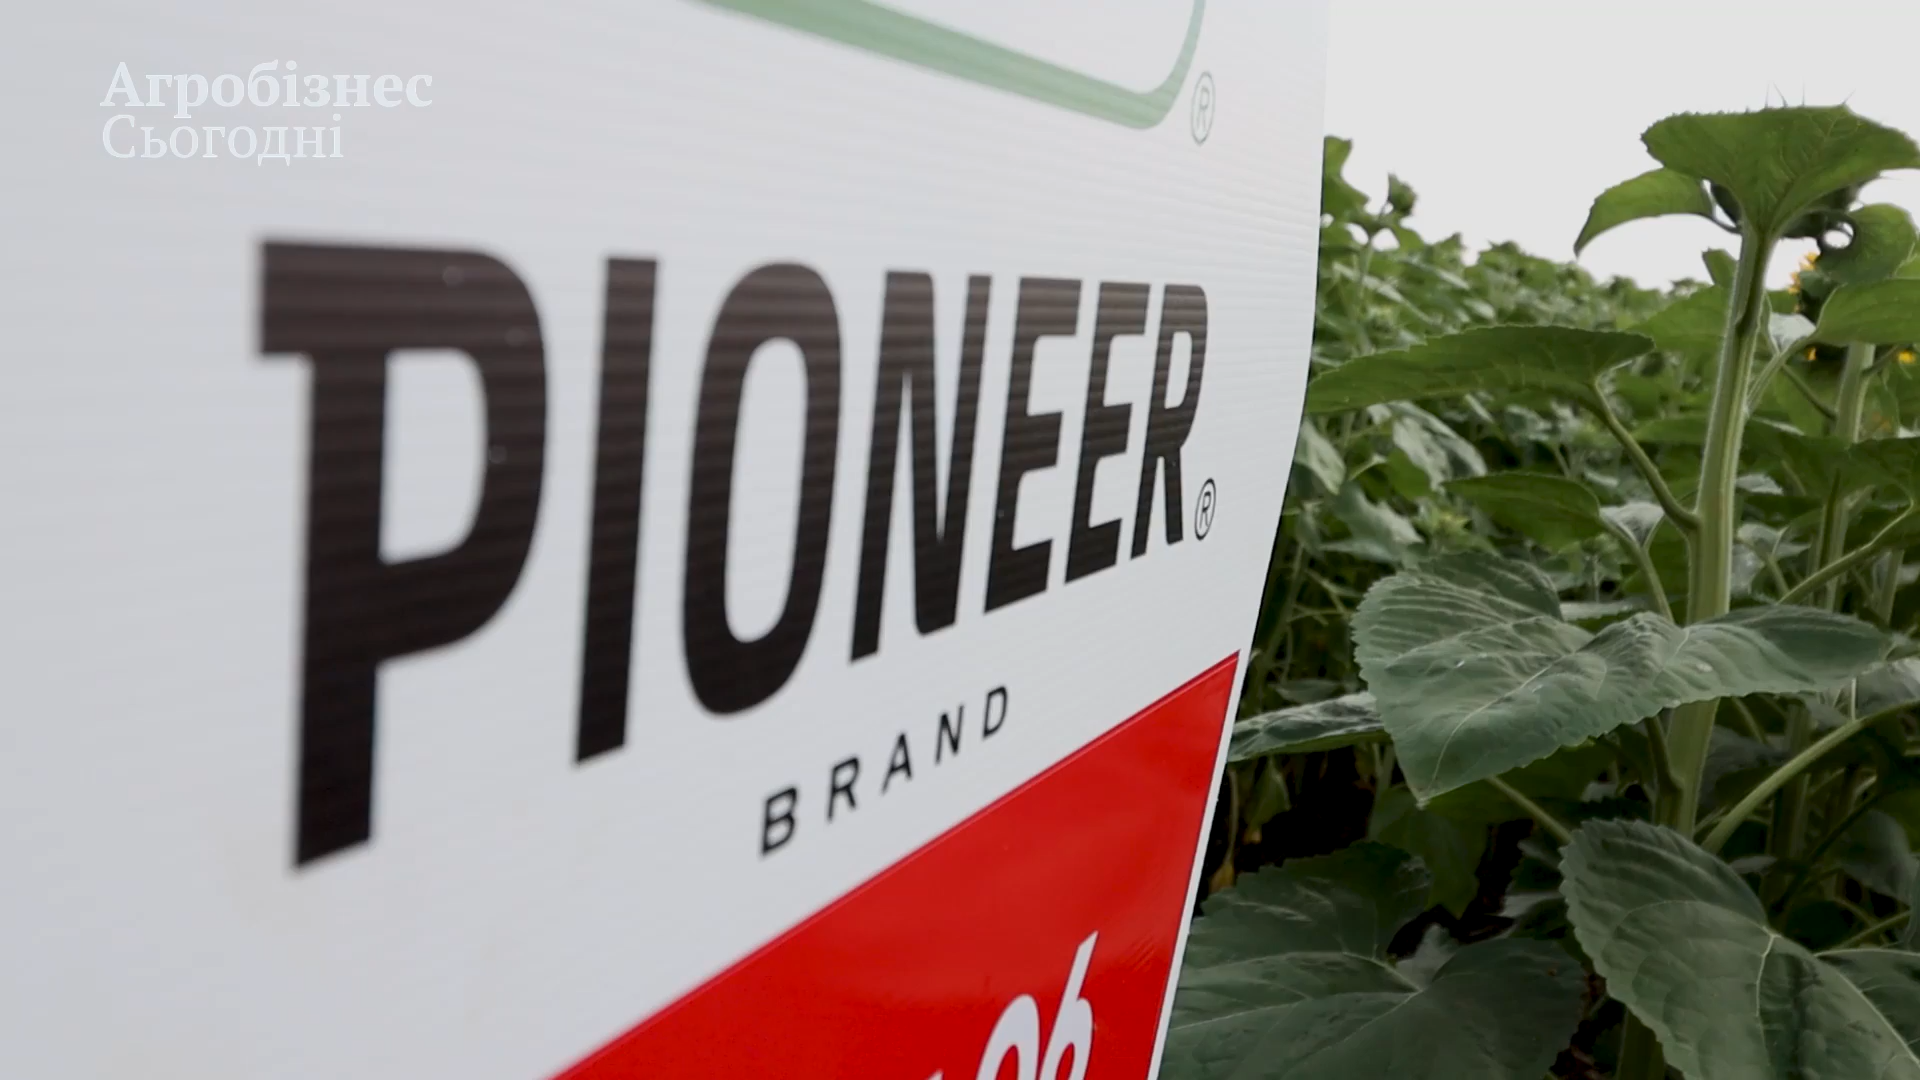 Агробізнес
Сьогодні
®
PIONEER®
BRAND